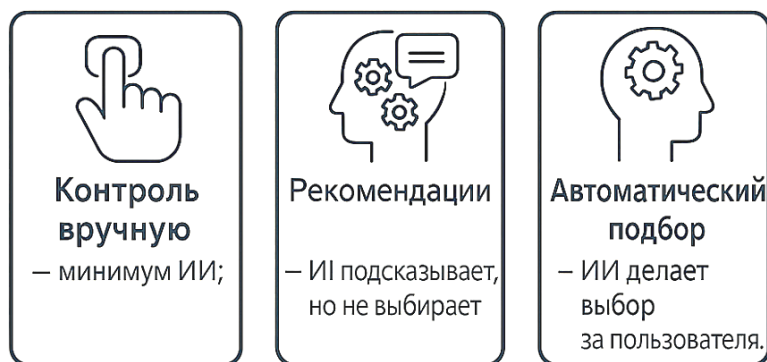 Контроль
вручную
– минимум ИИ;
Рекомендации
– ИI подсказывает,
но не выбирает
Автоматический
подбор
– ИИ делает
выбор
за пользователя.